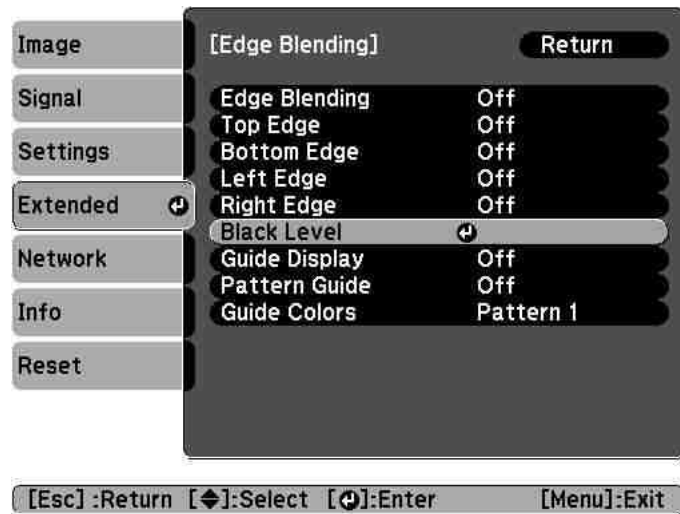 Image
Signal
Settings
Extended
Network
Info
Reset
[Edge Blending] Return
Edge Blending Off
Top Edge Off
Bottom Edge Off
Left Edge Off
Right Edge Off
Black Level
Guide Display Off
Pattern Guide Off
Guide Colors Pattern 1
[Esc] :Return [◆]:Select [⏎]:Enter [Menu]:Exit